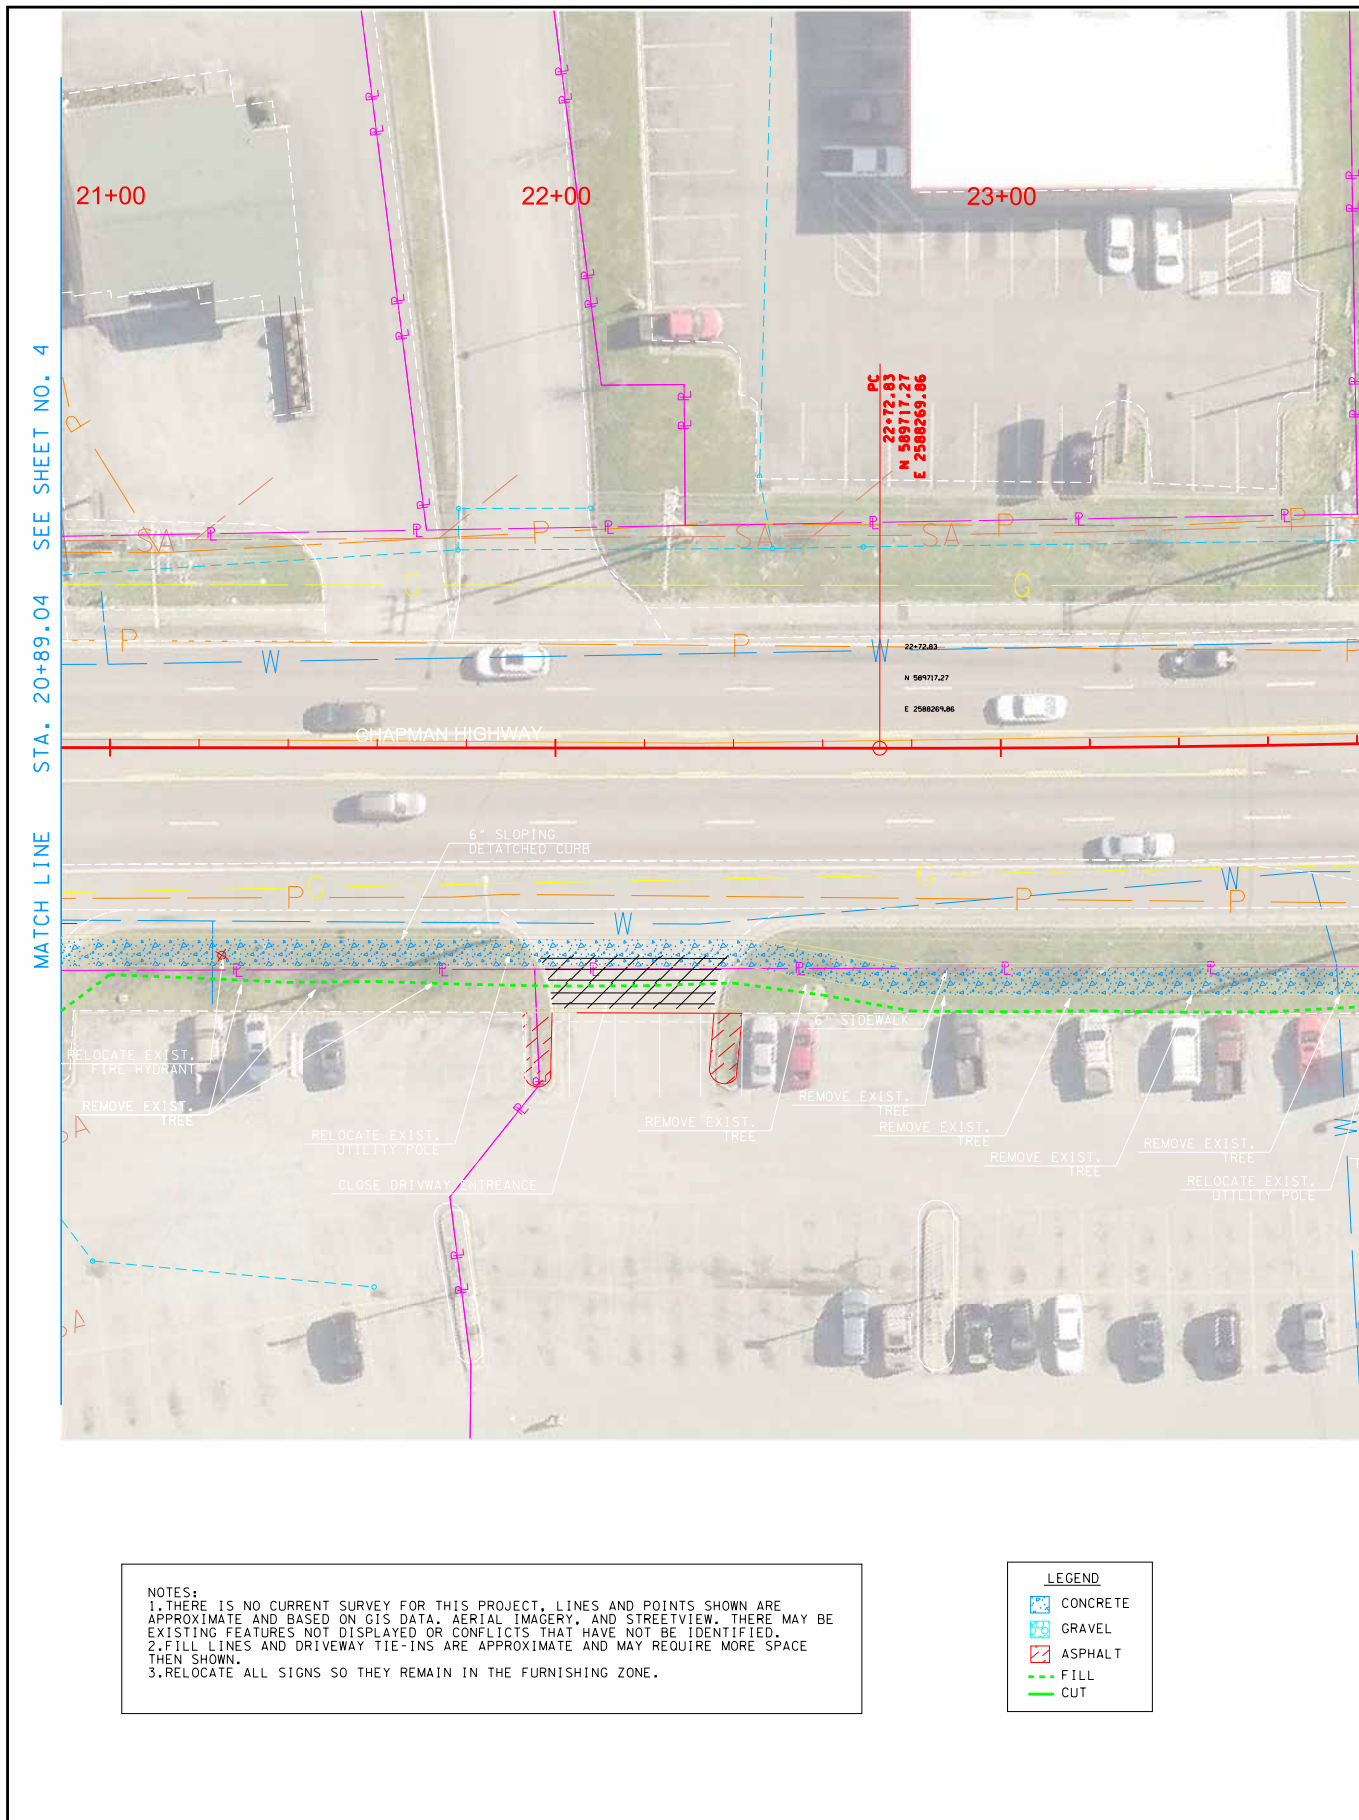 21+00
22+00
23+00
MATCH LINE STA. 20+89.04 SEE SHEET NO. 4
PC
22+72.83
N 589717.27
E 2588269.86
P
SA
P
SA
SA
P
P
G
G
P
W
P
W
P
22+72.83
N 589717.27
E 2588269.86
CHAPMAN HIGHWAY
6" SLOPING
DETATCHED CURB
P
G
G
P
W
P
W
6' SIDEWALK
RELOCATE EXIST.
FIRE HYDRANT
REMOVE EXIST.
TREE
RELOCATE EXIST.
UTILITY POLE
CLOSE DRIVWAY ENTREANCE
REMOVE EXIST.
TREE
REMOVE EXIST.
TREE
REMOVE EXIST.
TREE
REMOVE EXIST.
TREE
REMOVE EXIST.
TREE
RELOCATE EXIST.
UTILITY POLE
W
SA
SA
NOTES:
1.THERE IS NO CURRENT SURVEY FOR THIS PROJECT, LINES AND POINTS SHOWN ARE
APPROXIMATE AND BASED ON GIS DATA, AERIAL IMAGERY, AND STREETVIEW. THERE MAY BE
EXISTING FEATURES NOT DISPLAYED OR CONFLICTS THAT HAVE NOT BE IDENTIFIED.
2.FILL LINES AND DRIVEWAY TIE-INS ARE APPROXIMATE AND MAY REQUIRE MORE SPACE
THEN SHOWN.
3.RELOCATE ALL SIGNS SO THEY REMAIN IN THE FURNISHING ZONE.
LEGEND
CONCRETE
GRAVEL
ASPHALT
FILL
CUT